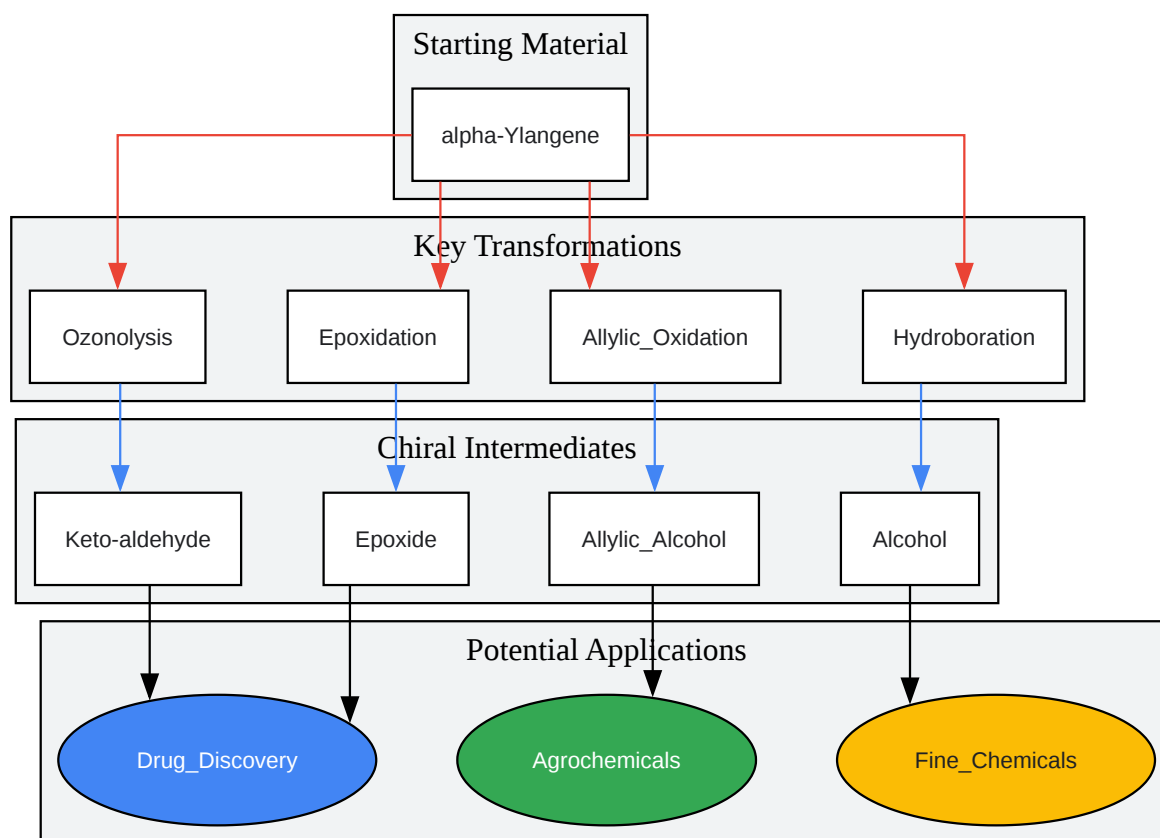 Starting Material
alpha-Ylangene
Key Transformations
Ozonolysis
Epoxidation
Allylic_Oxidation
Hydroboration
Chiral Intermediates
Keto-aldehyde
Epoxide
Allylic_Alcohol
Alcohol
Potential Applications
Drug_Discovery
Agrochemicals
Fine_Chemicals